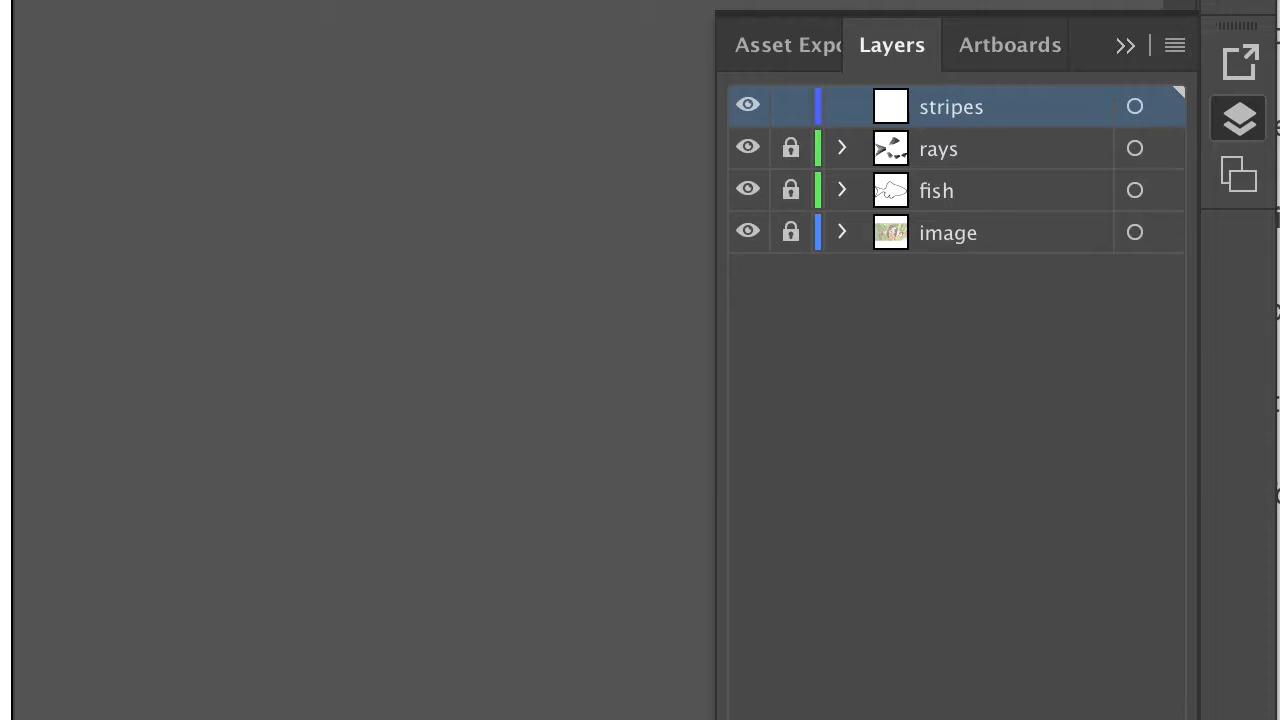 Asset Expo Layers Artboards
stripes
rays
fish
image